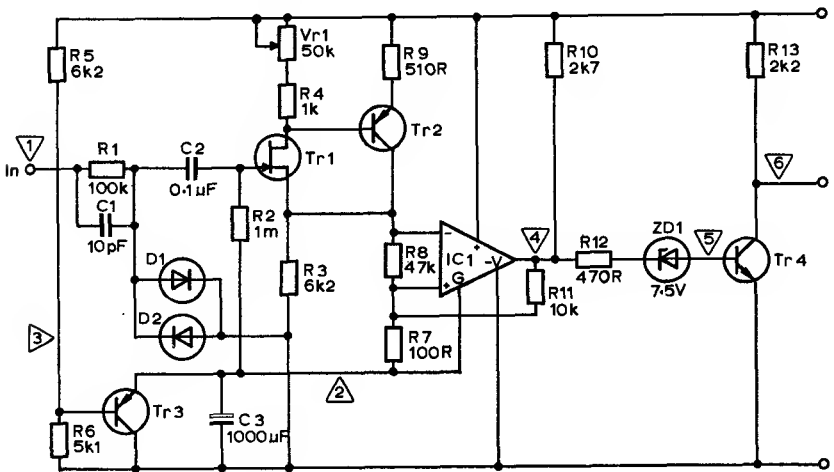 R5
6k2
Vr1
50k
R9
510R
R10
2k7
R13
2k2
R4
1k
1
In
R1
100k
C2
0.1µF
Tr1
Tr2
6
C1
10pF
R2
1m
D1
D2
R3
6k2
R8
47k
-
+
+
IC1
-V
G
4
R12
470R
ZD1
7.5V
5
Tr4
R11
10k
3
R7
100R
2
R6
5k1
Tr3
C3
1000µF